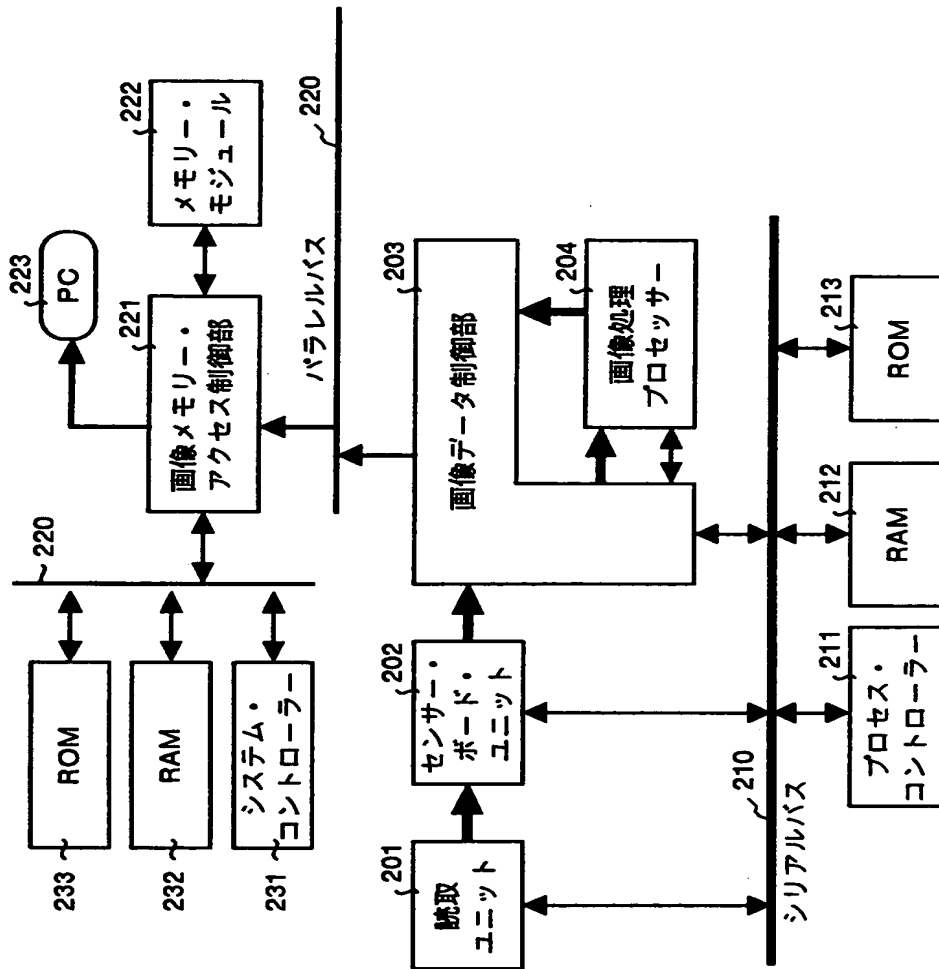 222
メモリー・
モジュール
223
PC
221
画像メモリー・
アクセス制御部
220
パラレルバス
220
233
ROM
232
RAM
231
システム・
コントローラー
203
画像データ制御部
204
画像処理
プロセッサー
202
センサー・
ボード・
ユニット
201
読取
ユニット
210
シリアルバス
211
プロセス・
コントローラー
212
RAM
213
ROM